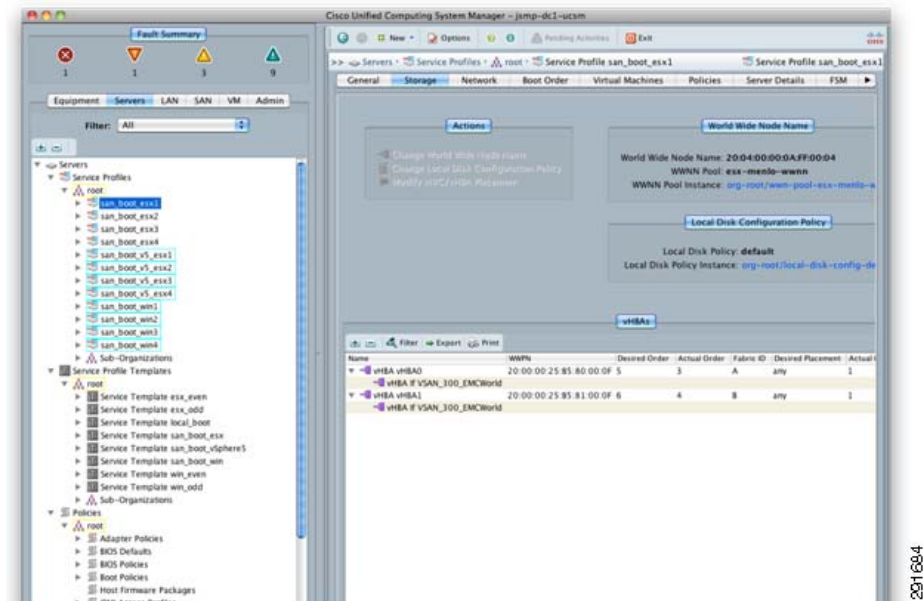 Cisco Unified Computing System Manager – jsmp-dc1-ucsm
Fault Summary
1 1 3 9
Equipment Servers LAN SAN VM Admin
Filter: All
Servers
Service Profiles
root
san_boot_esx1
san_boot_esx2
san_boot_esx3
san_boot_esx4
san_boot_v5_esx1
san_boot_v5_esx2
san_boot_v5_esx3
san_boot_v5_esx4
san_boot_win1
san_boot_win2
san_boot_win3
san_boot_win4
Sub-Organizations
Service Profile Templates
root
Service Template esx_even
Service Template esx_odd
Service Template local_boot
Service Template san_boot_esx
Service Template san_boot_vSphere5
Service Template san_boot_win
Service Template win_even
Service Template win_odd
Sub-Organizations
Policies
root
Adapter Policies
BIOS Defaults
BIOS Policies
Boot Policies
Host Firmware Packages
New Options Pending Activities Exit
>> Servers Service Profiles root Service Profile san_boot_esx1 Service Profile san_boot_esx1
General Storage Network Boot Order Virtual Machines Policies Server Details FSM
Actions
Change World Wide Node Name
Change Local Disk Configuration Policy
Modify vNIC/vHBA Placement
World Wide Node Name
World Wide Node Name: 20:04:00:00:0A:FF:00:04
WWNN Pool: esx-menlo-wwnn
WWNN Pool Instance: org-root/wwn-pool-esx-menlo-w
Local Disk Configuration Policy
Local Disk Policy: default
Local Disk Policy Instance: org-root/local-disk-config-de
vHBAs
Filter Export Print
Name WWPN Desired Order Actual Order Fabric ID Desired Placement Actual
vHBA vHBA0 20:00:00:25:B5:80:00:0F 5 3 A any 1
vHBA If VSAN_300_EMCWorld
vHBA vHBA1 20:00:00:25:B5:81:00:0F 6 4 B any 1
vHBA If VSAN_300_EMCWorld
291684